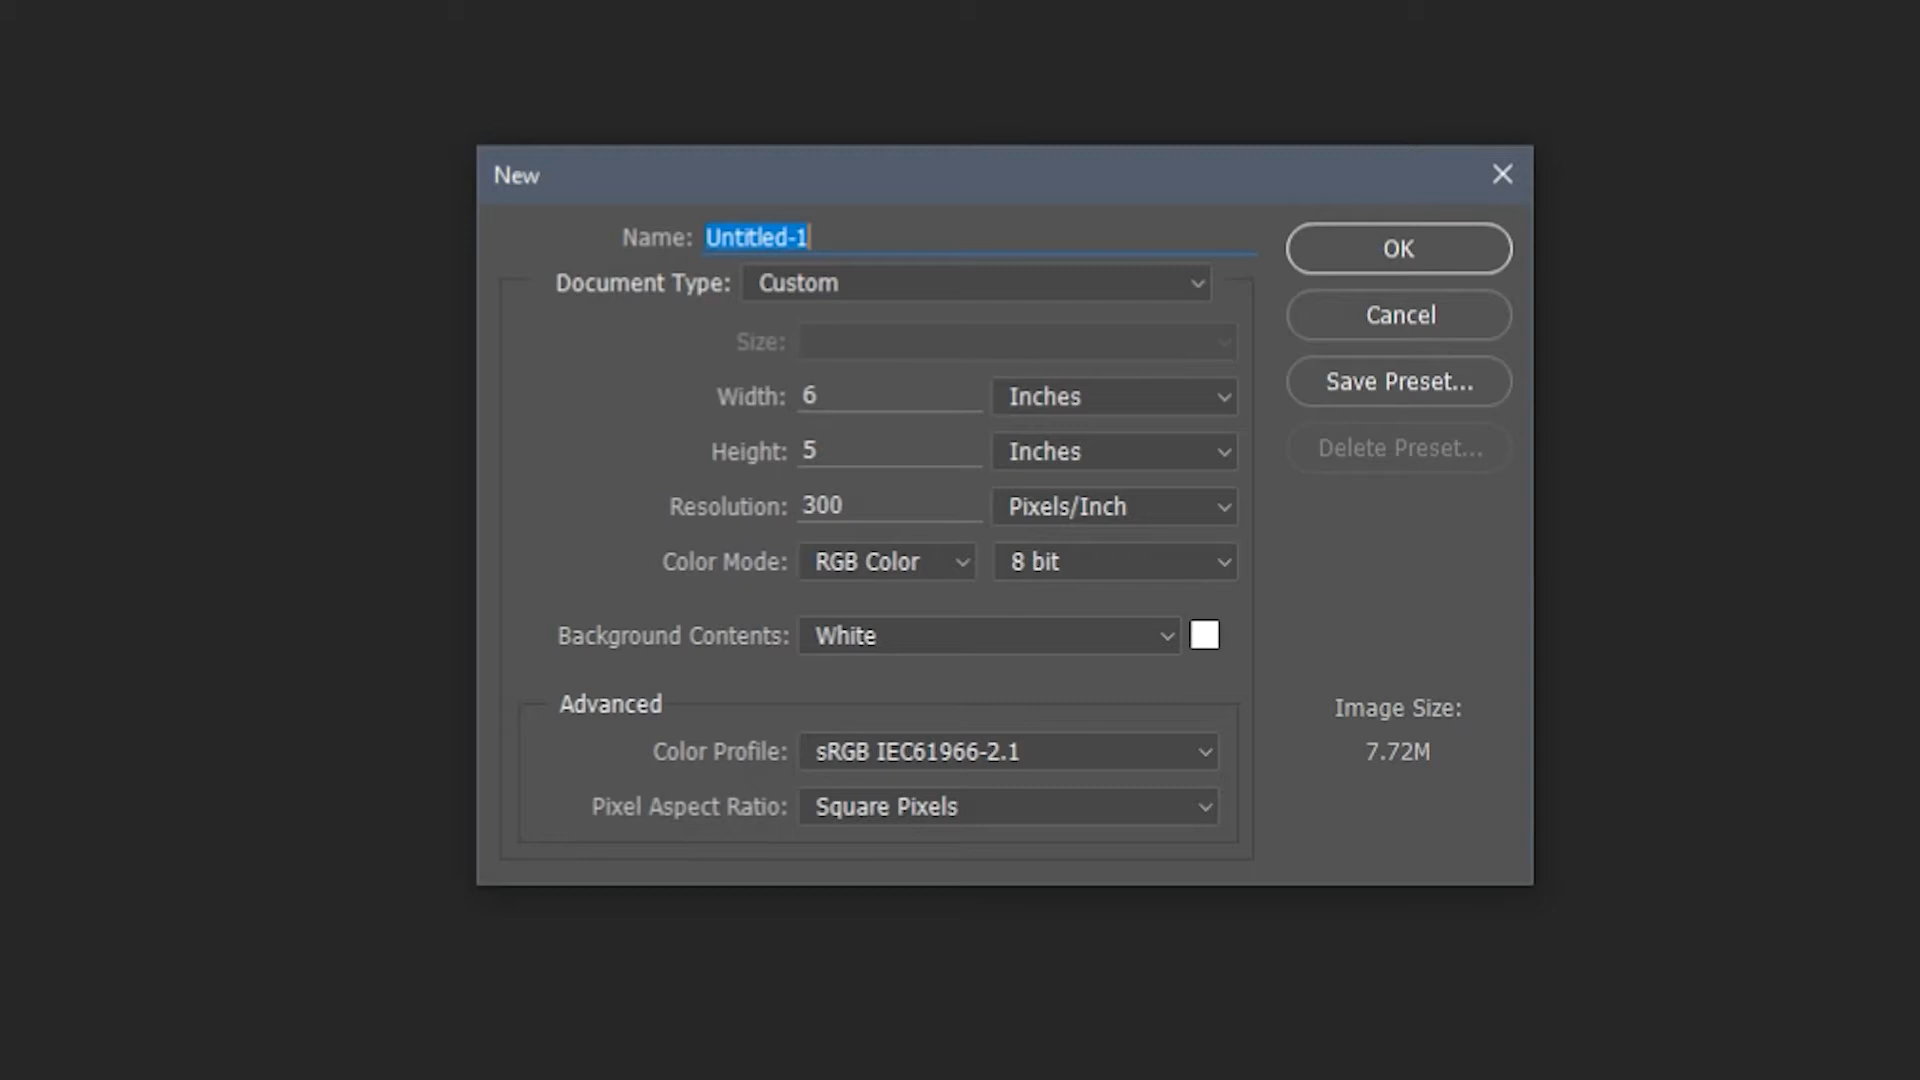 New
Name: Untitled-1
OK
Document Type: Custom
Cancel
Size:
Save Preset...
Width: 6 Inches
Height: 5 Inches
Delete Preset...
Resolution: 300 Pixels/Inch
Color Mode: RGB Color 8 bit
Background Contents: White
Advanced
Image Size:
7.72M
Color Profile: sRGB IEC61966-2.1
Pixel Aspect Ratio: Square Pixels